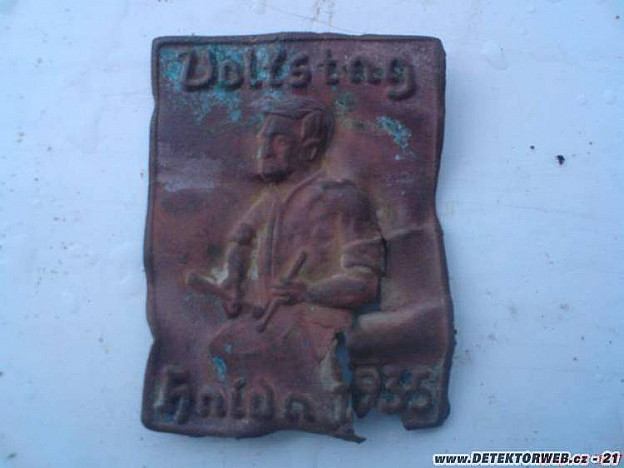 Volkstag
Haida 1935
www.DETEKTORWEB.cz - 21